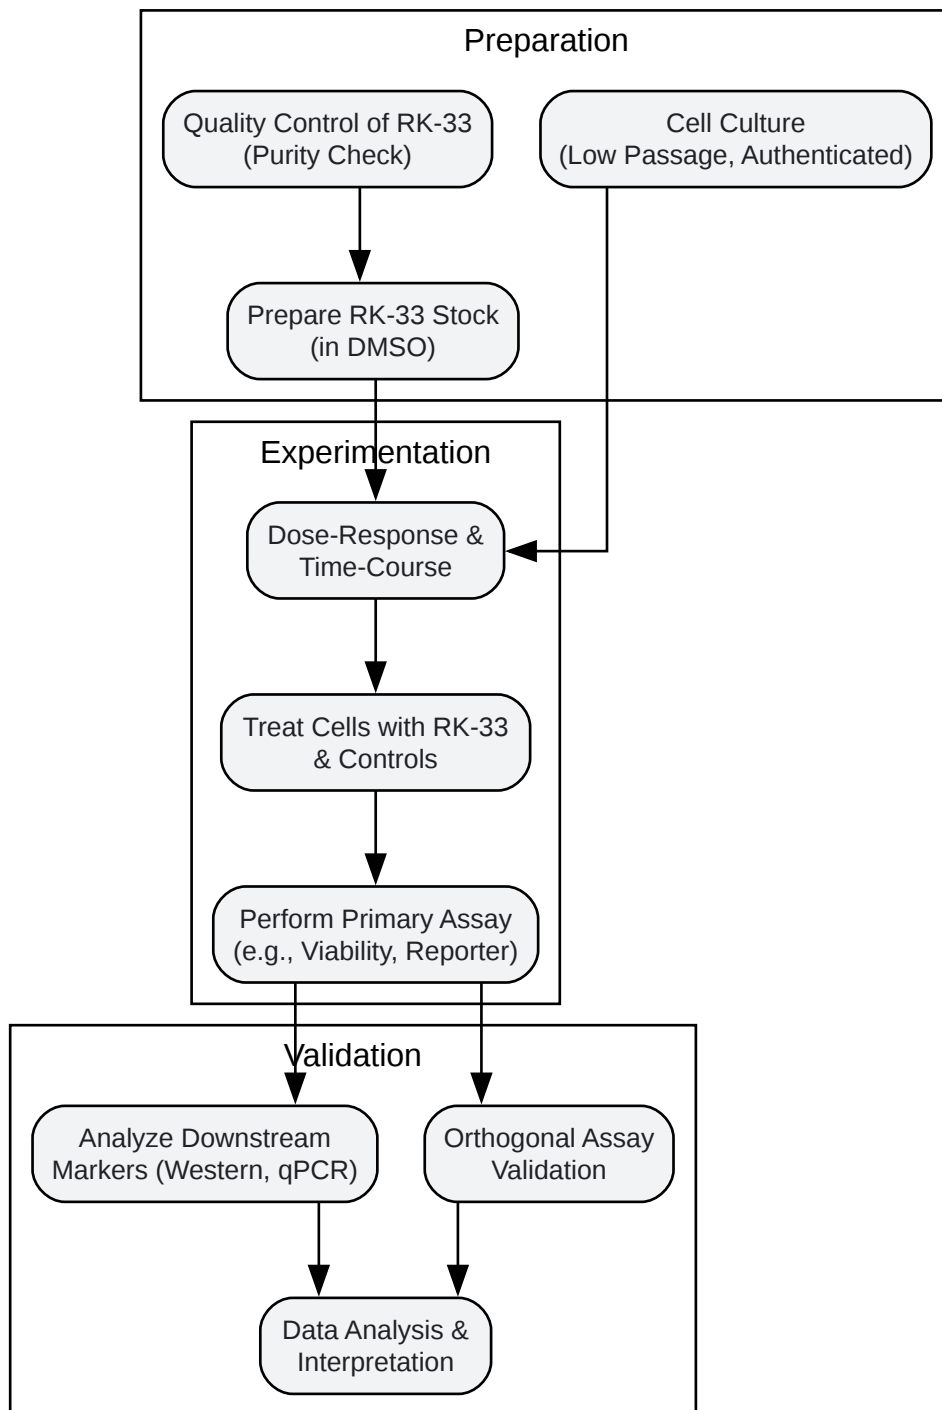 Preparation
Quality Control of RK-33
(Purity Check)
Cell Culture
(Low Passage, Authenticated)
Prepare RK-33 Stock
(in DMSO)
Experimentation
Dose-Response &
Time-Course
Treat Cells with RK-33
& Controls
Perform Primary Assay
(e.g., Viability, Reporter)
Validation
Analyze Downstream
Markers (Western, qPCR)
Orthogonal Assay
Validation
Data Analysis &
Interpretation